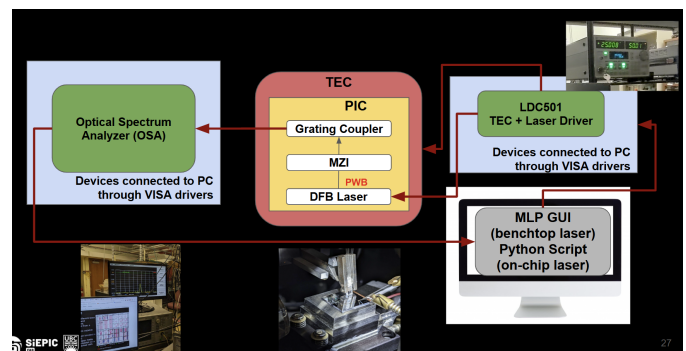 TEC
PIC
Grating Coupler
MZI
PWB
DFB Laser
Optical Spectrum
Analyzer (OSA)
Devices connected to PC
through VISA drivers
LDC501
TEC + Laser Driver
Devices connected to PC
through VISA drivers
MLP GUI
(benchtop laser)
Python Script
(on-chip laser)
SiEPIC
UBC
27